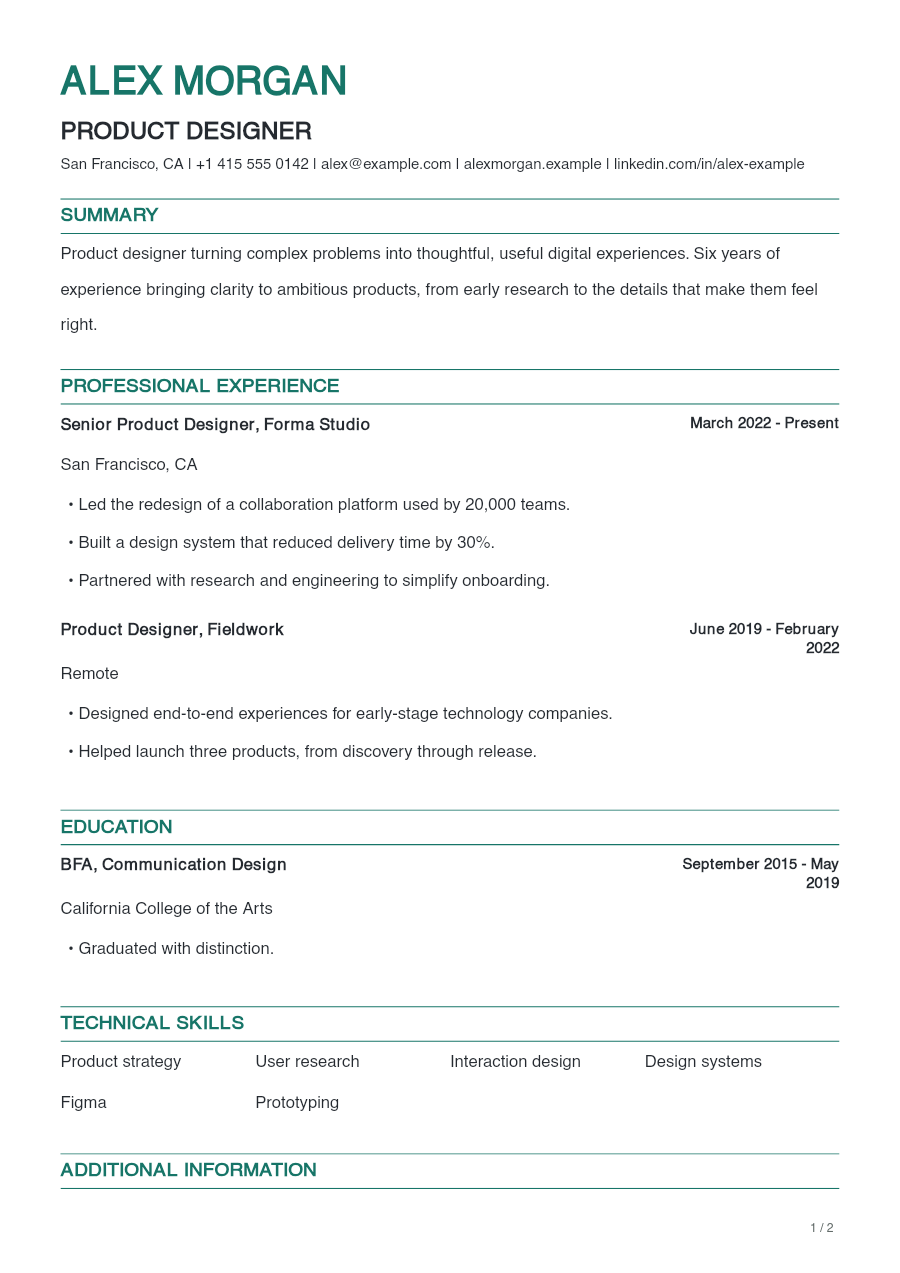 ALEX MORGAN
PRODUCT DESIGNER
San Francisco, CA | +1 415 555 0142 | alex@example.com | alexmorgan.example | linkedin.com/in/alex-example
SUMMARY
Product designer turning complex problems into thoughtful, useful digital experiences. Six years of
experience bringing clarity to ambitious products, from early research to the details that make them feel
right.
PROFESSIONAL EXPERIENCE
Senior Product Designer, Forma Studio March 2022 - Present
San Francisco, CA
• Led the redesign of a collaboration platform used by 20,000 teams.
• Built a design system that reduced delivery time by 30%.
• Partnered with research and engineering to simplify onboarding.
Product Designer, Fieldwork June 2019 - February
2022
Remote
• Designed end-to-end experiences for early-stage technology companies.
• Helped launch three products, from discovery through release.
EDUCATION
BFA, Communication Design September 2015 - May
2019
California College of the Arts
• Graduated with distinction.
TECHNICAL SKILLS
Product strategy User research Interaction design Design systems
Figma Prototyping
ADDITIONAL INFORMATION
1 / 2